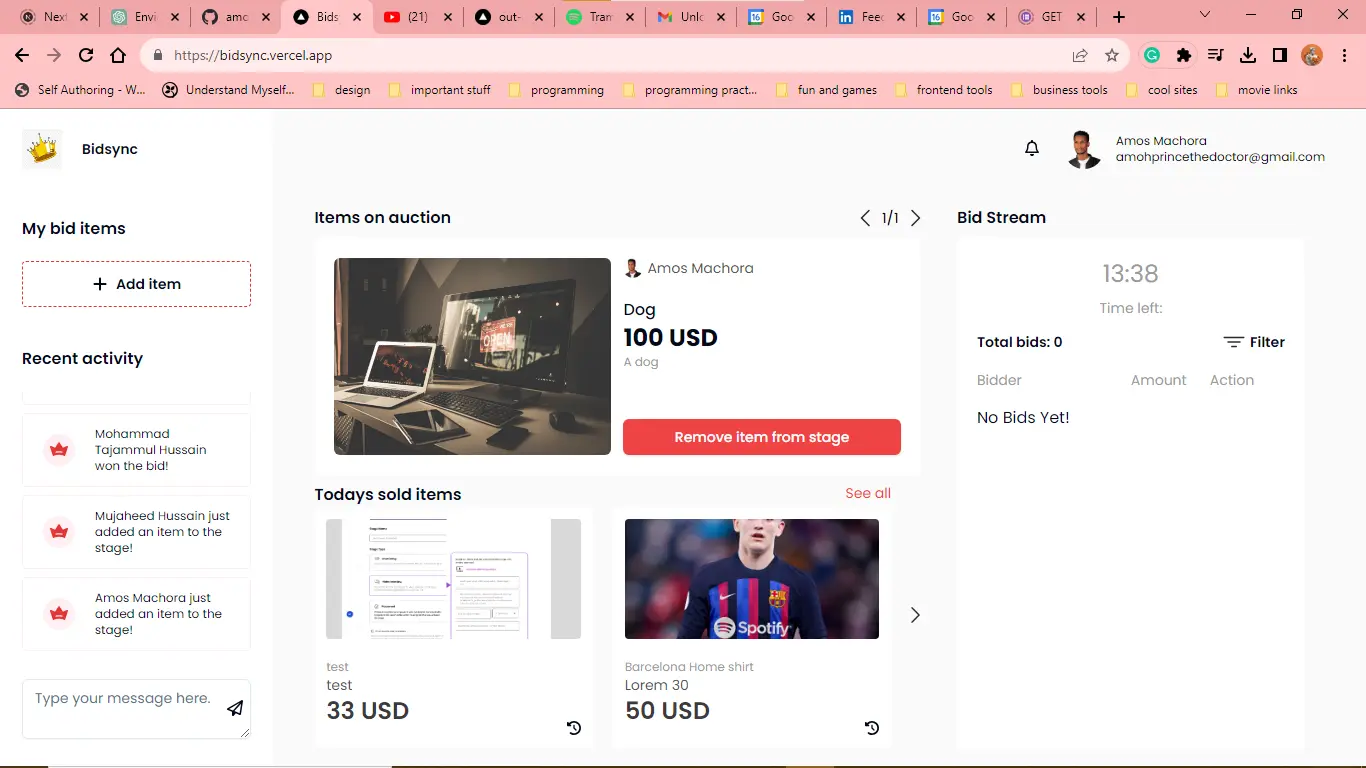 Next
Envi
amo
Bids
(21)
out-
Tran
Unlo
Goo
Feec
Goo
GET
https://bidsync.vercel.app
Self Authoring - W...
Understand Myself...
design
important stuff
programming
programming pract...
fun and games
frontend tools
business tools
cool sites
movie links
Bidsync
Amos Machora
amohprincethedoctor@gmail.com
My bid items
Add item
Recent activity
Mohammad
Tajammul Hussain
won the bid!
Mujaheed Hussain just
added an item to the
stage!
Amos Machora just
added an item to the
stage!
Type your message here.
Items on auction
1/1
OPEN
Amos Machora
Dog
100 USD
A dog
Remove item from stage
Todays sold items
See all
test
test
33 USD
Spotify
Barcelona Home shirt
Lorem 30
50 USD
Bid Stream
13:38
Time left:
Total bids: 0
Filter
Bidder Amount Action
No Bids Yet!